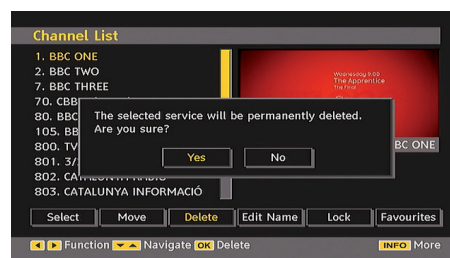 Channel List
1. BBC ONE
2. BBC TWO
7. BBC THREE
70. CBB
80. BBC
105. BB
800. TV
801. 3/
802. CATALUNYA RÀDIO
803. CATALUNYA INFORMACIÓ
Wednesday 9.00
The Apprentice
The Final
BBC ONE
The selected service will be permanently deleted.
Are you sure?
Yes
No
Select
Move
Delete
Edit Name
Lock
Favourites
Function
Navigate
OK
Delete
INFO
More